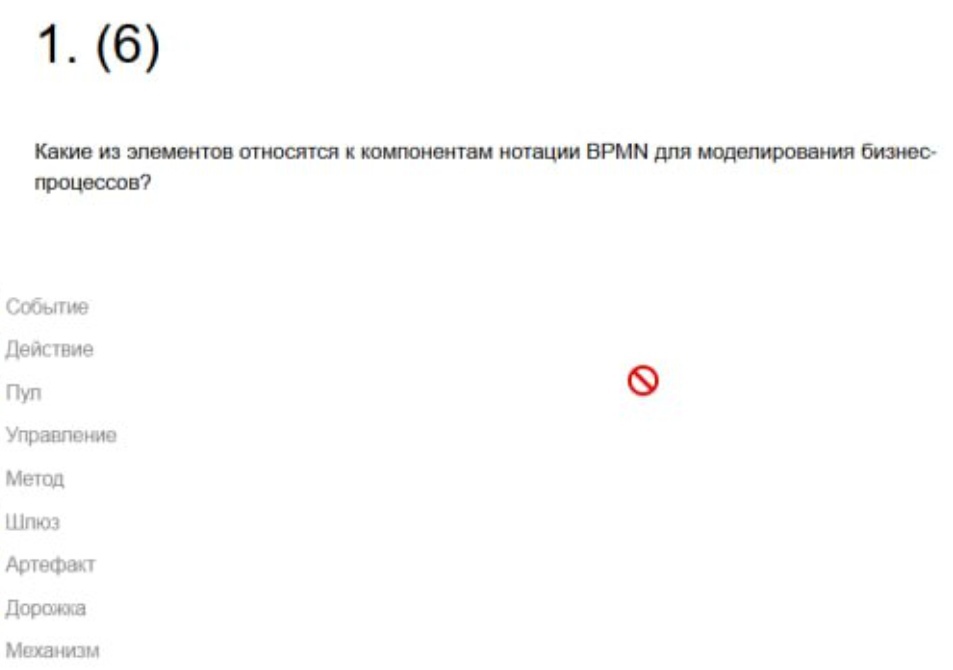 1. (6)
Какие из элементов относятся к компонентам нотации BPMN для моделирования бизнес-
процессов?
Событие
Действие
Пул
Управление
Метод
Шлюз
Артефакт
Дорожка
Механизм